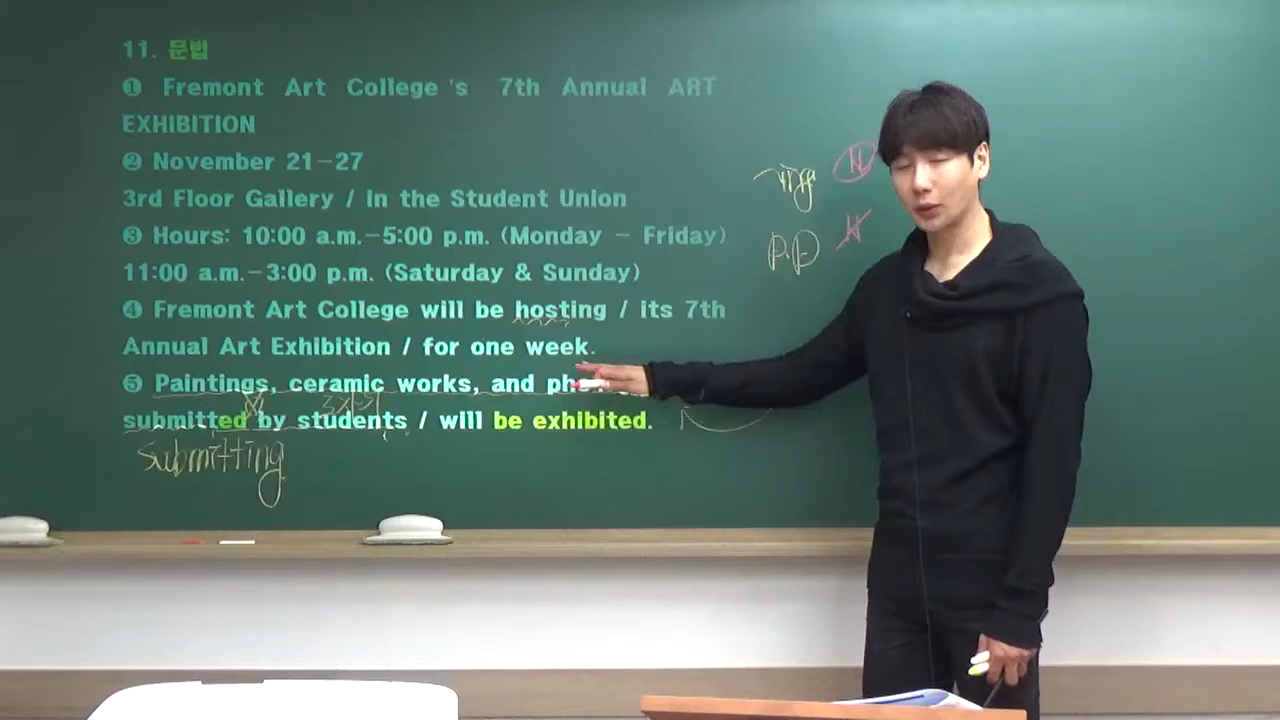 11. 문법
❶ Fremont Art College's 7th Annual ART
EXHIBITION
❷ November 21-27
3rd Floor Gallery / in the Student Union
❸ Hours: 10:00 a.m.-5:00 p.m. (Monday - Friday)
11:00 a.m.-3:00 p.m. (Saturday & Sunday)
❹ Fremont Art College will be hosting / its 7th
Annual Art Exhibition / for one week.
❺ Paintings, ceramic works, and
submitted by students / will be exhibited.
submitting
N
p.p
N